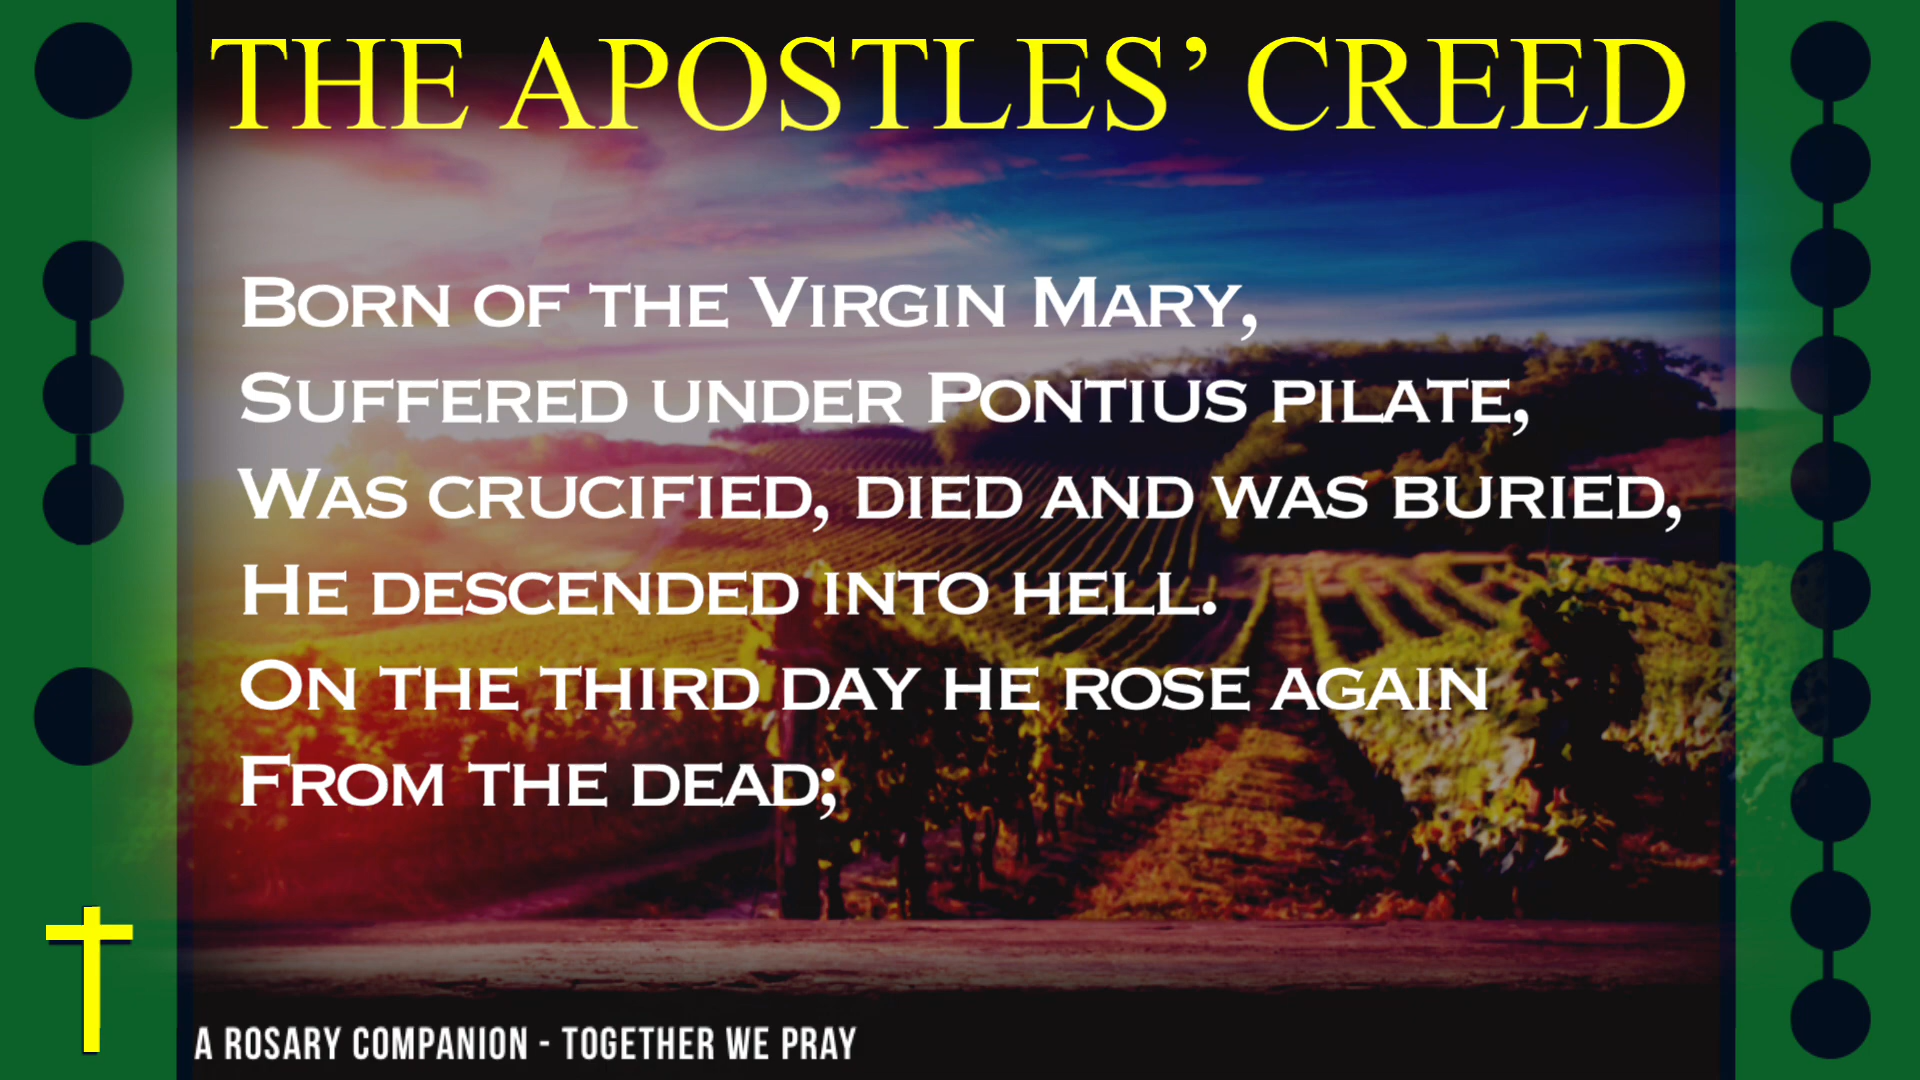 THE APOSTLES’ CREED
BORN OF THE VIRGIN MARY,
SUFFERED UNDER PONTIUS PILATE,
WAS CRUCIFIED, DIED AND WAS BURIED,
HE DESCENDED INTO HELL.
ON THE THIRD DAY HE ROSE AGAIN
FROM THE DEAD;
A ROSARY COMPANION - TOGETHER WE PRAY